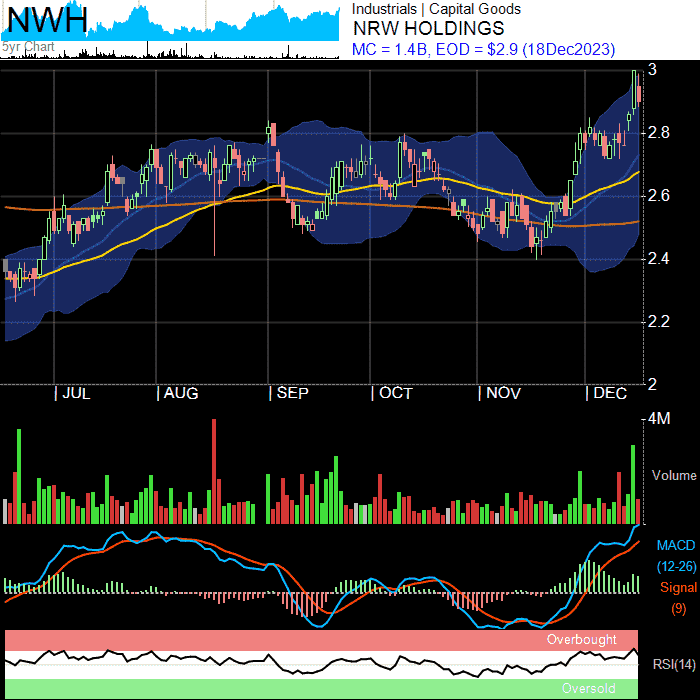 NWH
5yr Chart
Industrials | Capital Goods
NRW HOLDINGS
MC = 1.4B, EOD = $2.9 (18Dec2023)
3
2.8
2.6
2.4
2.2
2
JUL AUG SEP OCT NOV DEC
4M
Volume
MACD
(12-26)
Signal
(9)
Overbought
RSI(14)
Oversold